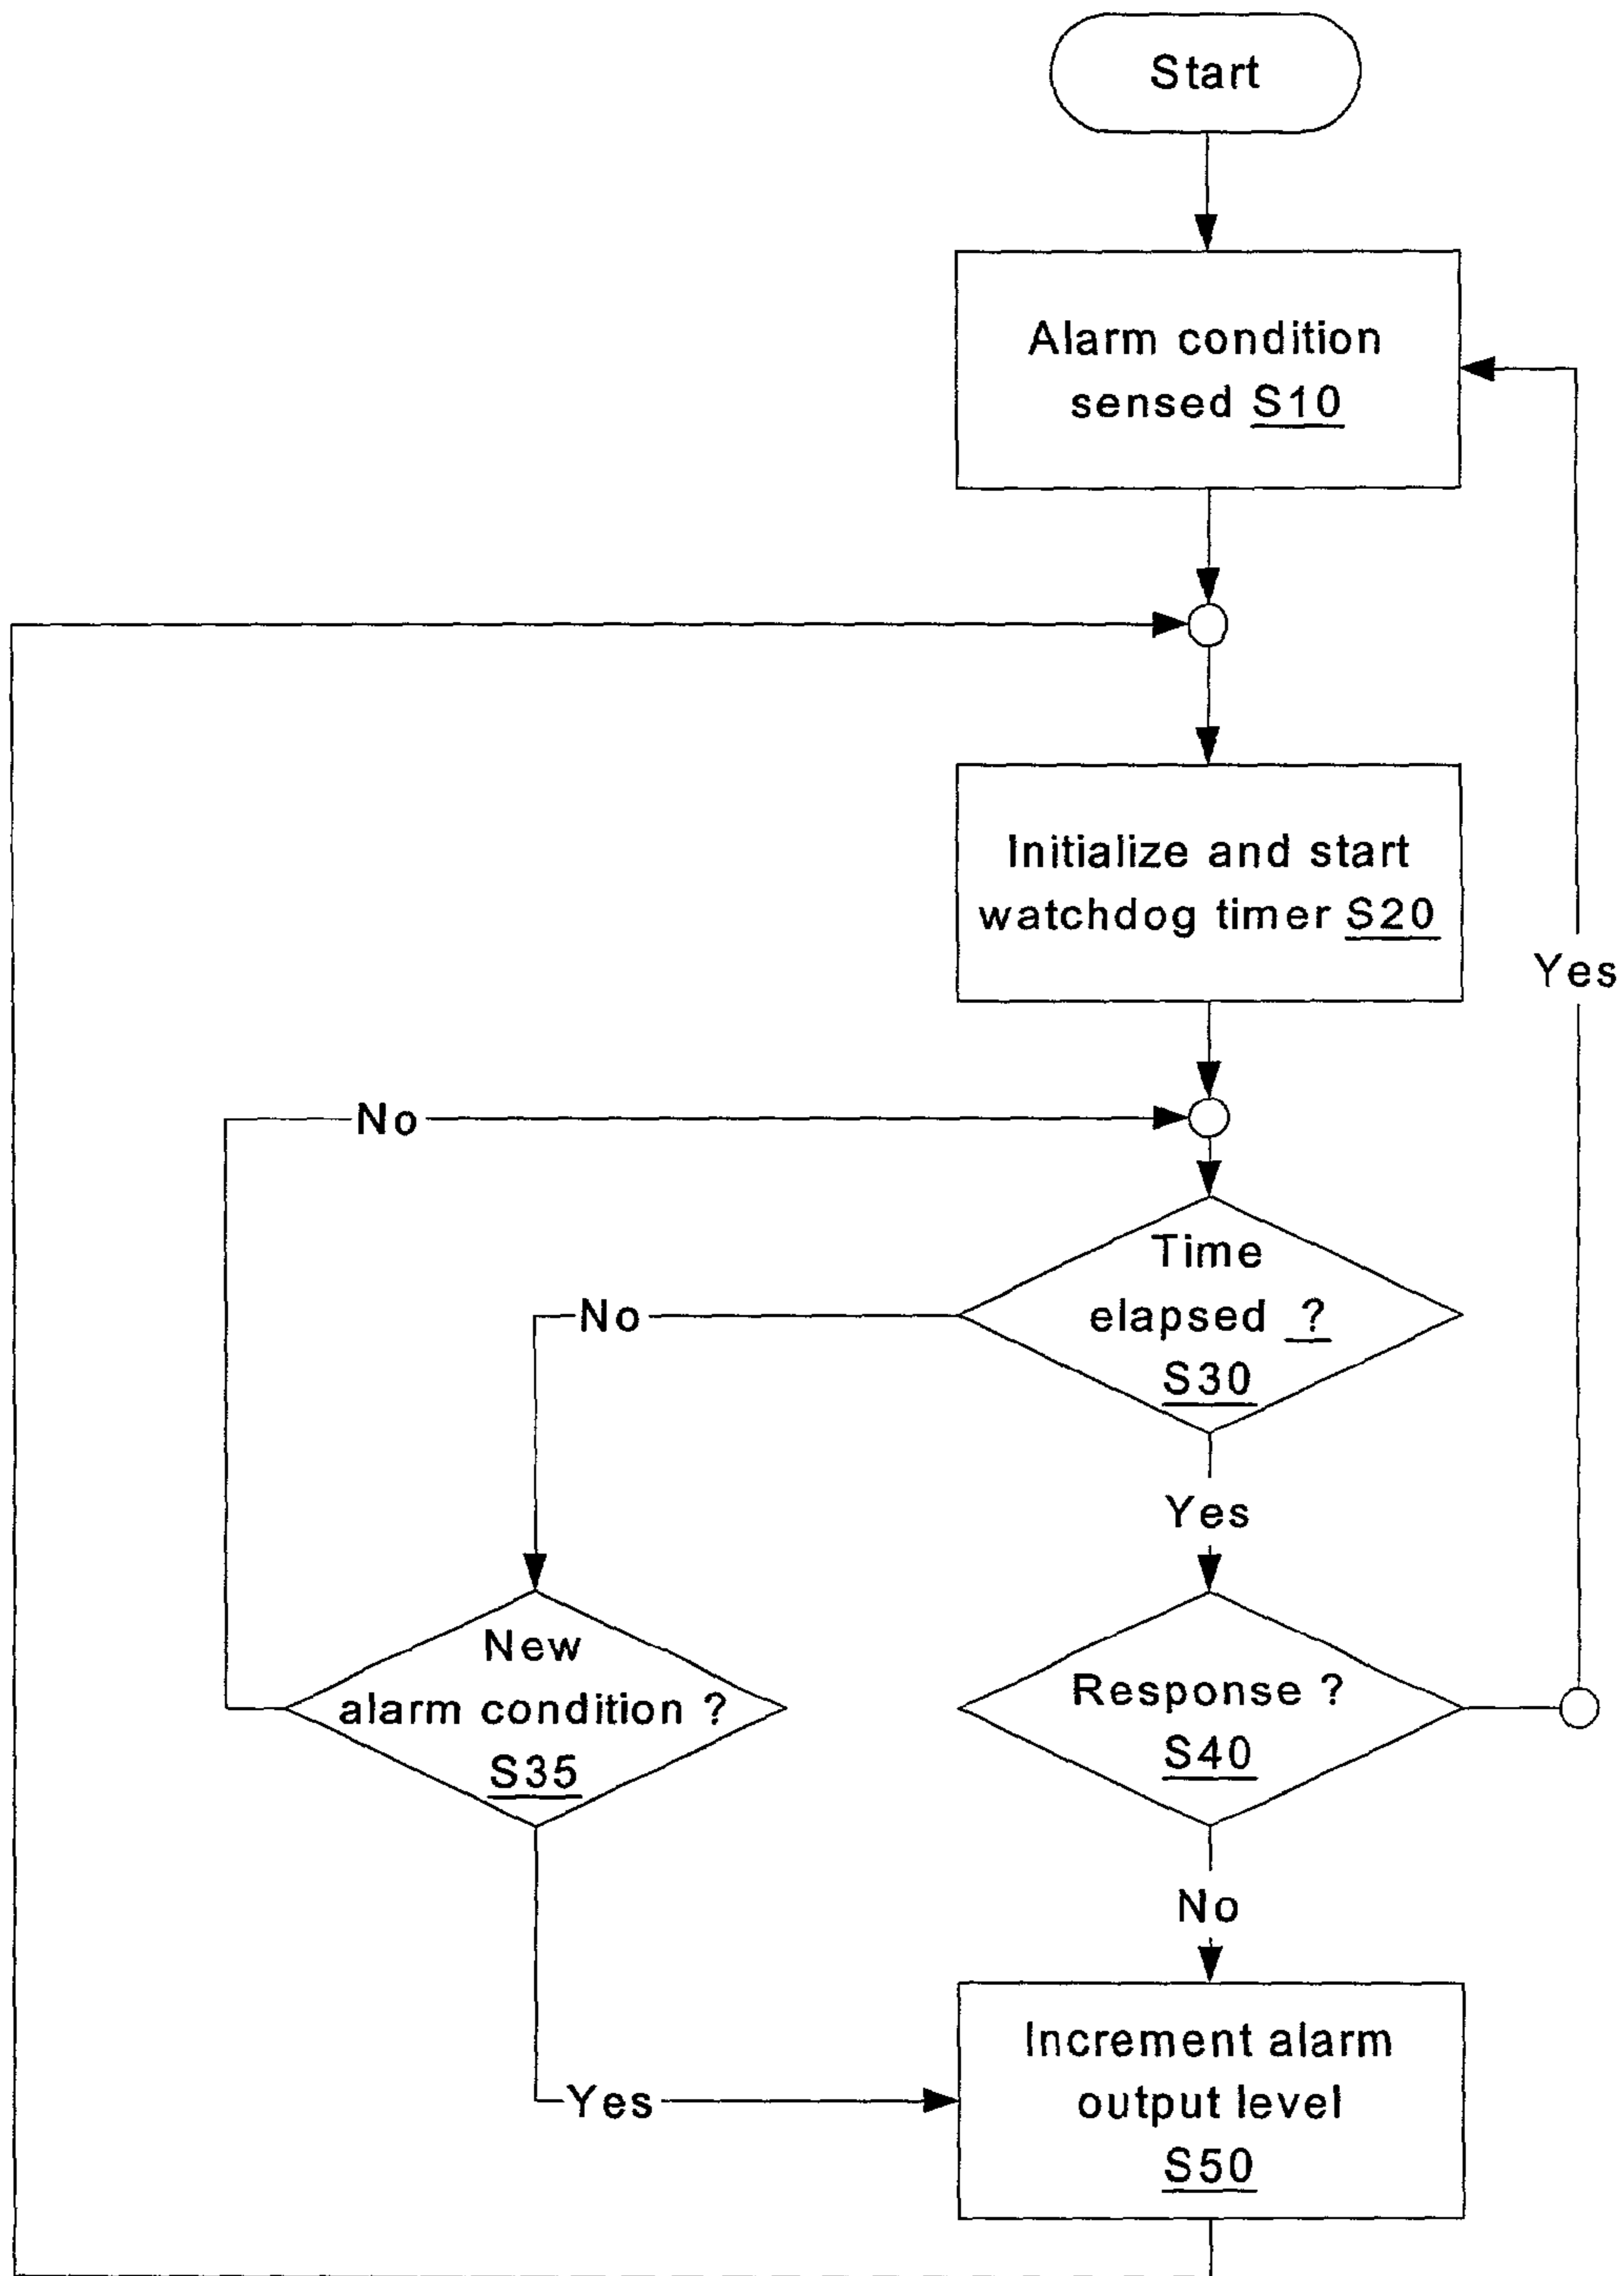 Start
Alarm condition
sensed S10
Initialize and start
watchdog timer S20
Yes
No
Time
elapsed ?
S30
No
Yes
New
alarm condition ?
S35
Response ?
S40
No
Yes
Increment alarm
output level
S50